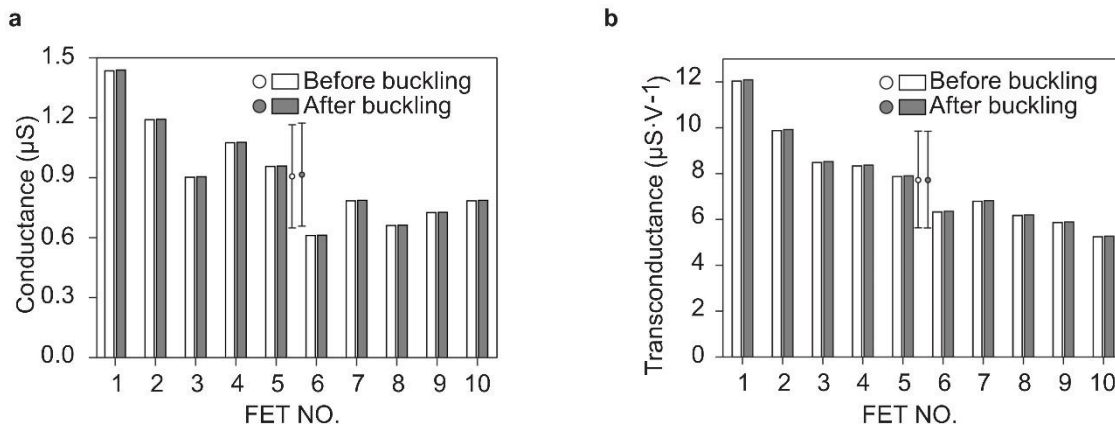 a
Conductance (µS)
1.5
1.2
0.9
0.6
0.3
0.0
Before buckling
After buckling
1 2 3 4 5 6 7 8 9 10
FET NO.
b
Transconductance (µS·V-1)
12
10
8
6
4
2
0
Before buckling
After buckling
1 2 3 4 5 6 7 8 9 10
FET NO.